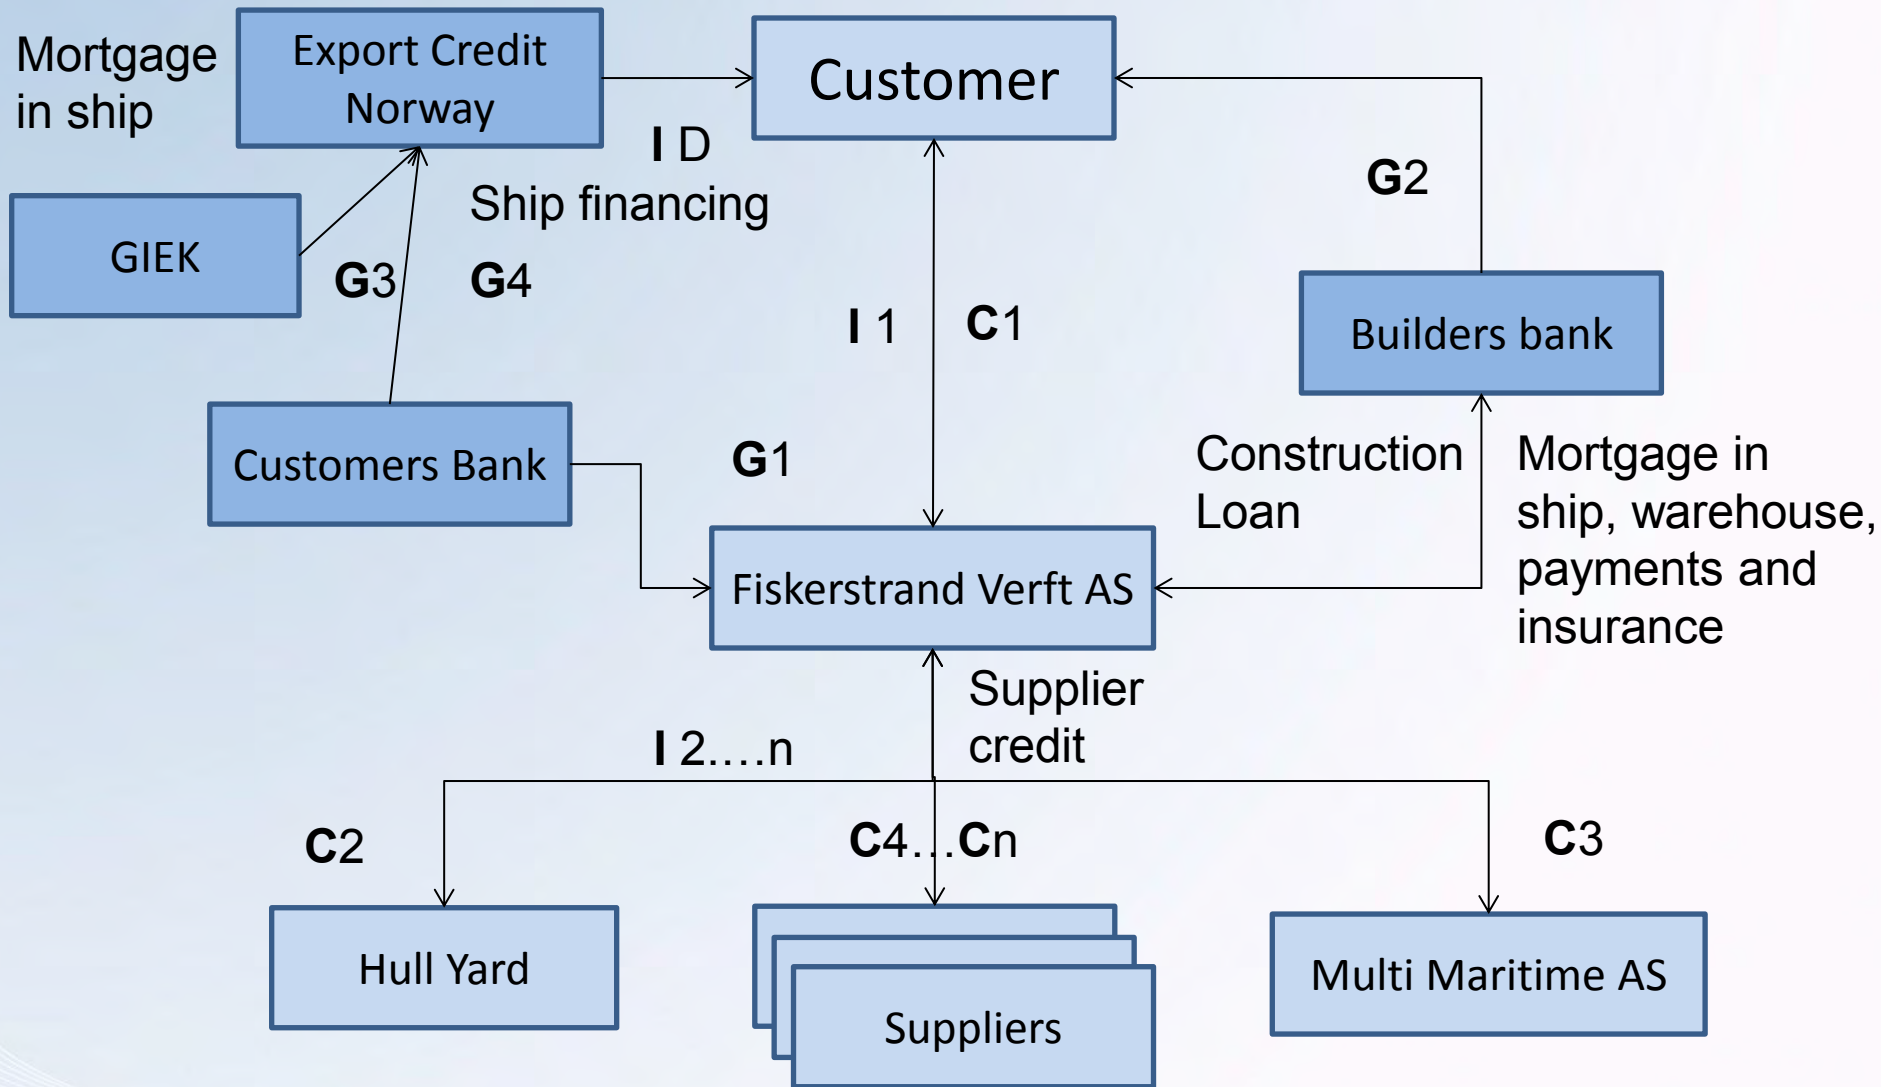 Mortgage
in ship
Export Credit
Norway
Customer
I D
Ship financing
G2
GIEK
G3
G4
I 1
C1
Builders bank
Customers Bank
G1
Construction
Loan
Mortgage in
ship, warehouse,
payments and
insurance
Fiskerstrand Verft AS
Supplier
credit
I 2....n
C2
C4...Cn
C3
Hull Yard
Suppliers
Multi Maritime AS